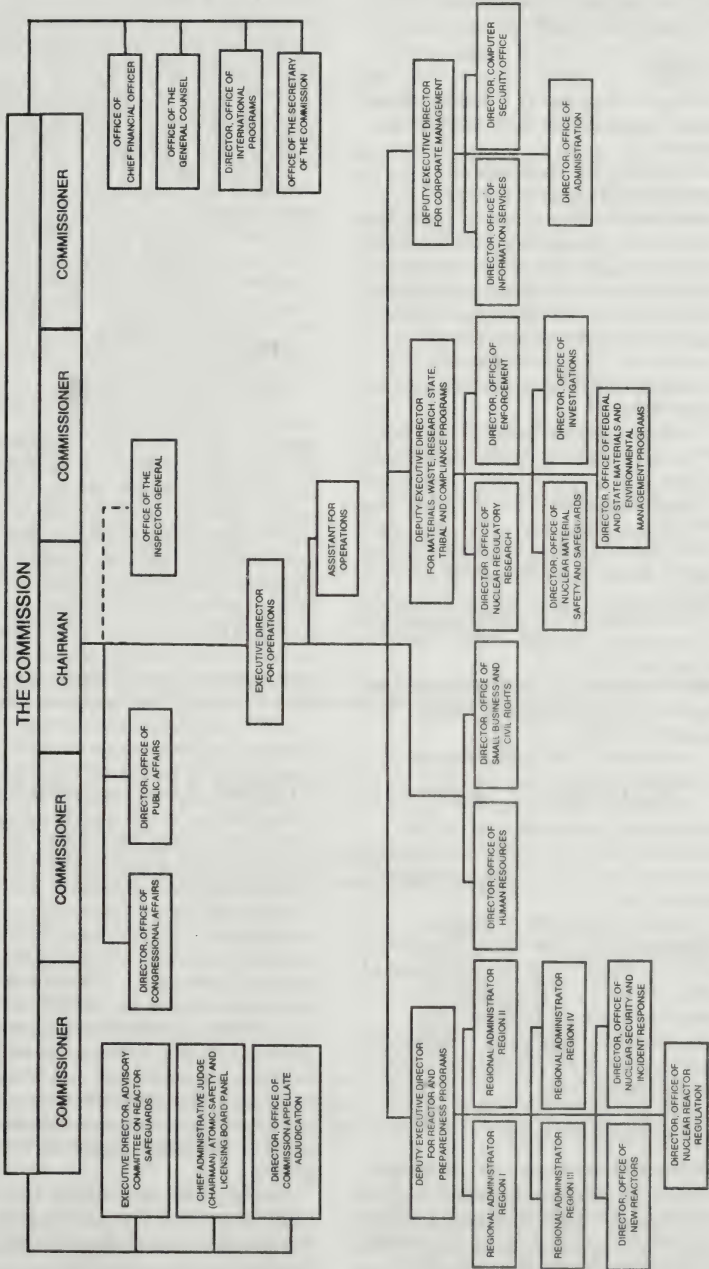 THE COMMISSION
COMMISSIONER
COMMISSIONER
CHAIRMAN
COMMISSIONER
COMMISSIONER
EXECUTIVE DIRECTOR, ADVISORY
COMMITTEE ON REACTOR
SAFEGUARDS
CHIEF ADMINISTRATIVE JUDGE
(CHAIRMAN), ATOMIC SAFETY AND
LICENSING BOARD PANEL
DIRECTOR, OFFICE OF
COMMISSION APPELLATE
ADJUDICATION
DIRECTOR, OFFICE OF
CONGRESSIONAL AFFAIRS
DIRECTOR, OFFICE OF
PUBLIC AFFAIRS
OFFICE OF THE
INSPECTOR GENERAL
OFFICE OF
CHIEF FINANCIAL OFFICER
OFFICE OF THE
GENERAL COUNSEL
DIRECTOR, OFFICE OF
INTERNATIONAL
PROGRAMS
OFFICE OF THE SECRETARY
OF THE COMMISSION
EXECUTIVE DIRECTOR
FOR OPERATIONS
ASSISTANT FOR
OPERATIONS
DEPUTY EXECUTIVE DIRECTOR
FOR REACTOR AND
PREPAREDNESS PROGRAMS
REGIONAL ADMINISTRATOR
REGION I
REGIONAL ADMINISTRATOR
REGION II
REGIONAL ADMINISTRATOR
REGION III
REGIONAL ADMINISTRATOR
REGION IV
DIRECTOR, OFFICE OF
NEW REACTORS
DIRECTOR, OFFICE OF
NUCLEAR SECURITY AND
INCIDENT RESPONSE
DIRECTOR, OFFICE OF
NUCLEAR REACTOR
REGULATION
DIRECTOR, OFFICE OF
HUMAN RESOURCES
DIRECTOR OFFICE OF
SMALL BUSINESS AND
CIVIL RIGHTS
DEPUTY EXECUTIVE DIRECTOR
FOR MATERIALS, WASTE, RESEARCH, STATE,
TRIBAL AND COMPLIANCE PROGRAMS
DIRECTOR OFFICE OF
NUCLEAR REGULATORY
RESEARCH
DIRECTOR, OFFICE OF
ENFORCEMENT
DIRECTOR, OFFICE OF
NUCLEAR MATERIAL
SAFETY AND SAFEGUARDS
DIRECTOR, OFFICE OF
INVESTIGATIONS
DIRECTOR, OFFICE OF FEDERAL
AND STATE MATERIALS AND
ENVIRONMENTAL
MANAGEMENT PROGRAMS
DEPUTY EXECUTIVE DIRECTOR
FOR CORPORATE MANAGEMENT
DIRECTOR, OFFICE OF
INFORMATION SERVICES
DIRECTOR, COMPUTER
SECURITY OFFICE
DIRECTOR, OFFICE OF
ADMINISTRATION